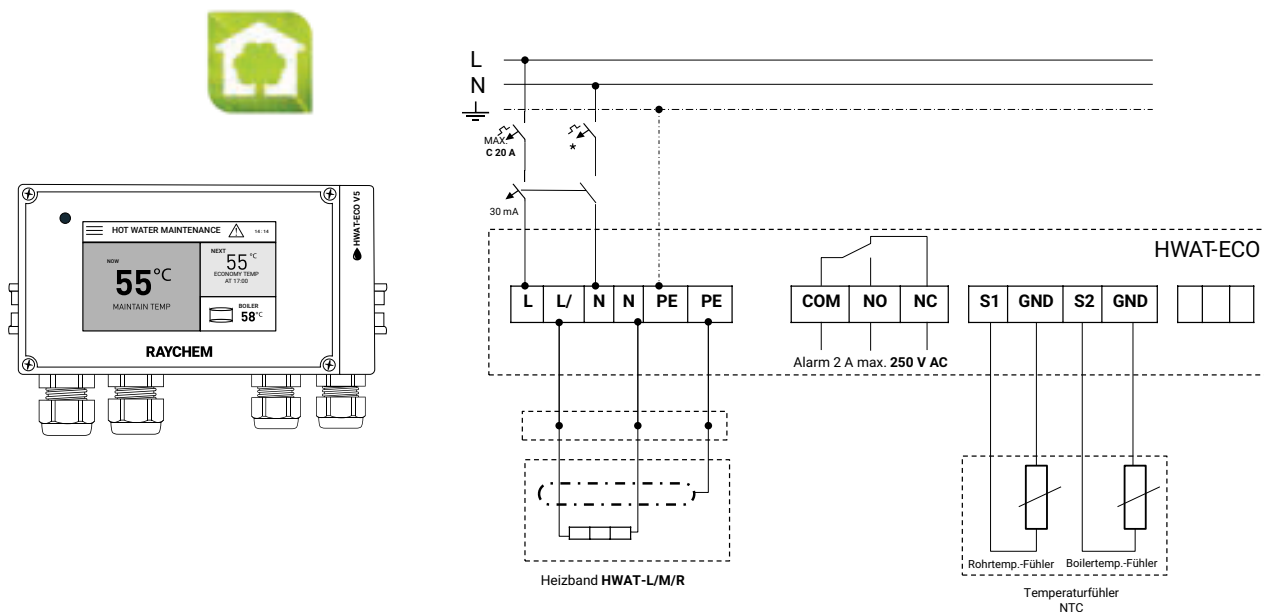 HOT WATER MAINTENANCE
14:14
NOW
55°C
MAINTAIN TEMP
NEXT
55°C
ECONOMY TEMP
AT 17:00
BOILER
58°C
RAYCHEM
HWAT-ECO V5
L
N
MAX.
C 20 A
*
30 mA
HWAT-ECO
L L/ N N PE PE
COM NO NC
S1 GND S2 GND
Alarm 2 A max. 250 V AC
Heizband HWAT-L/M/R
Rohrtemp.-Fühler Boilertemp.-Fühler
Temperaturfühler
NTC